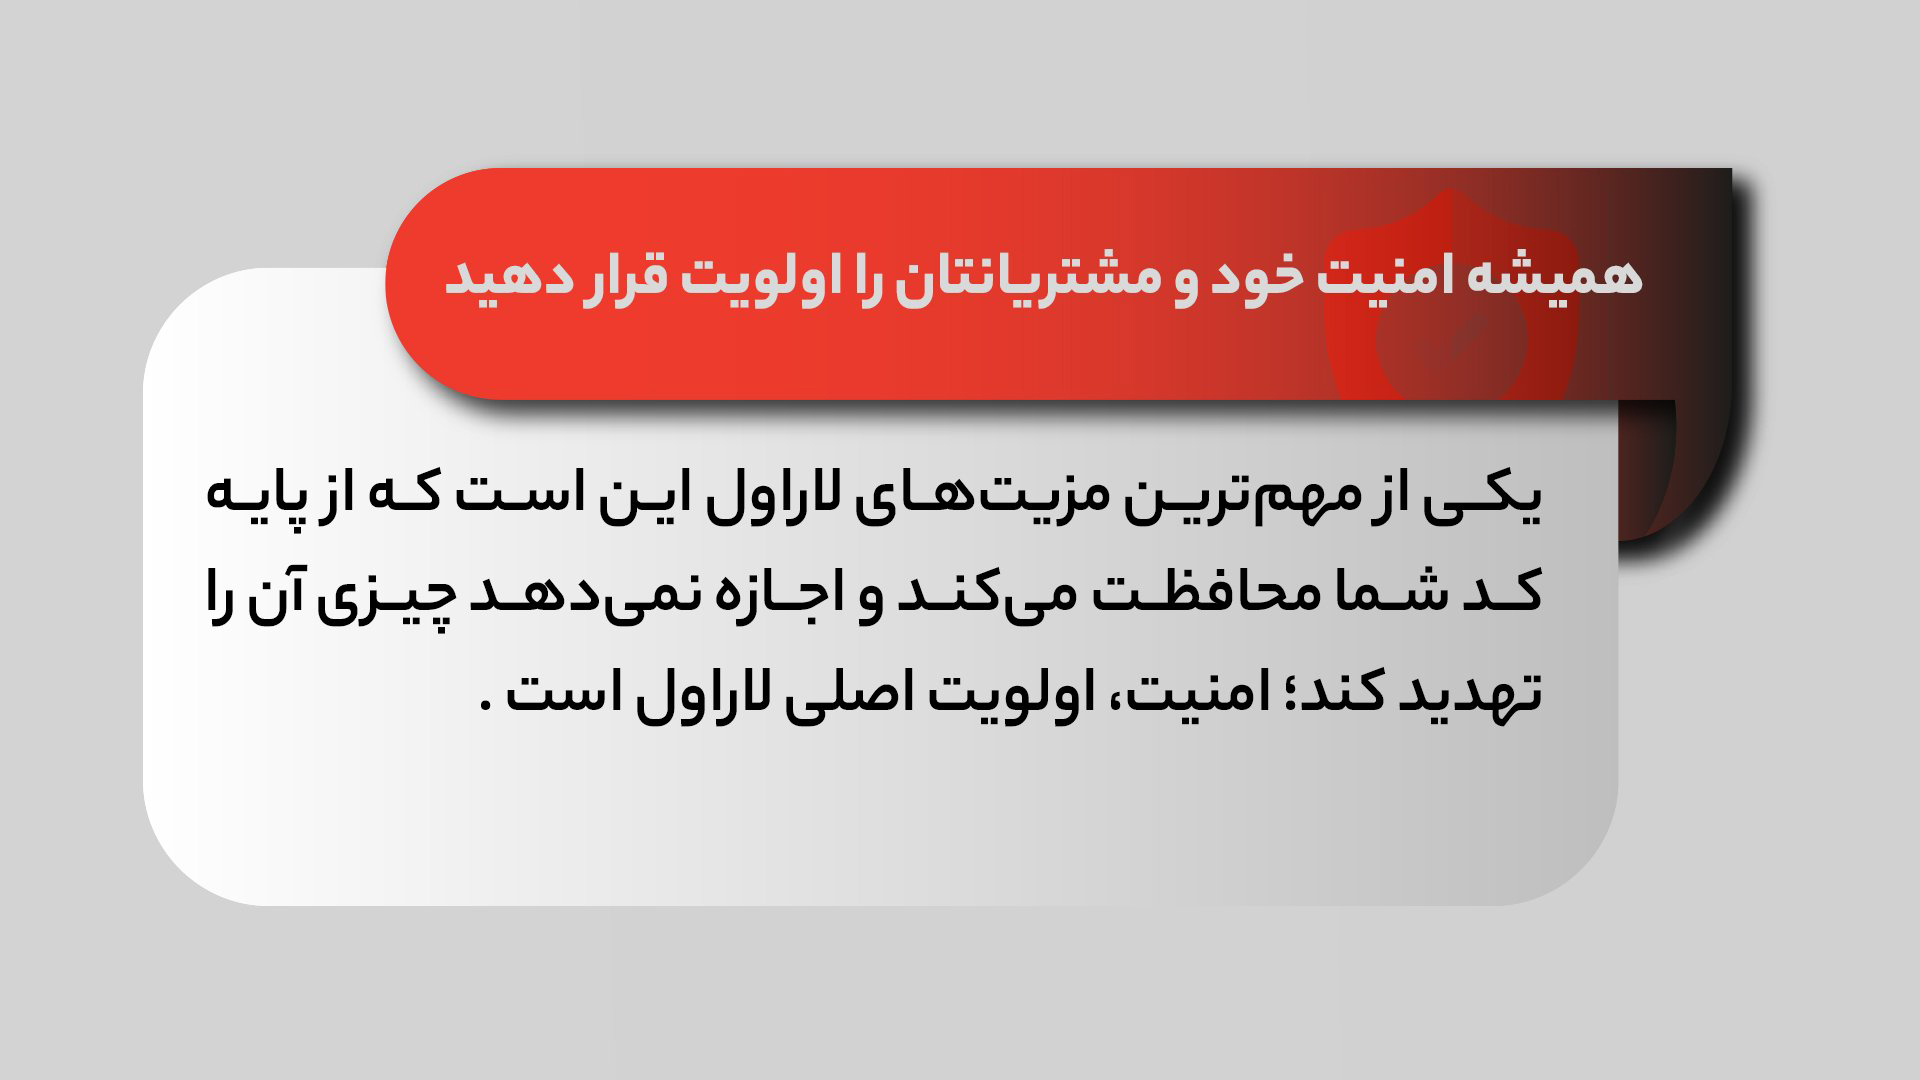 همیشه امنیت خود و مشتریانتان را اولویت قرار دهید
یکی از مهم‌ترین مزیت‌های لاراول این است که از پایه
کد شما محافظت می‌کند و اجازه نمی‌دهد چیزی آن را
تهدید کند؛ امنیت، اولویت اصلی لاراول است .